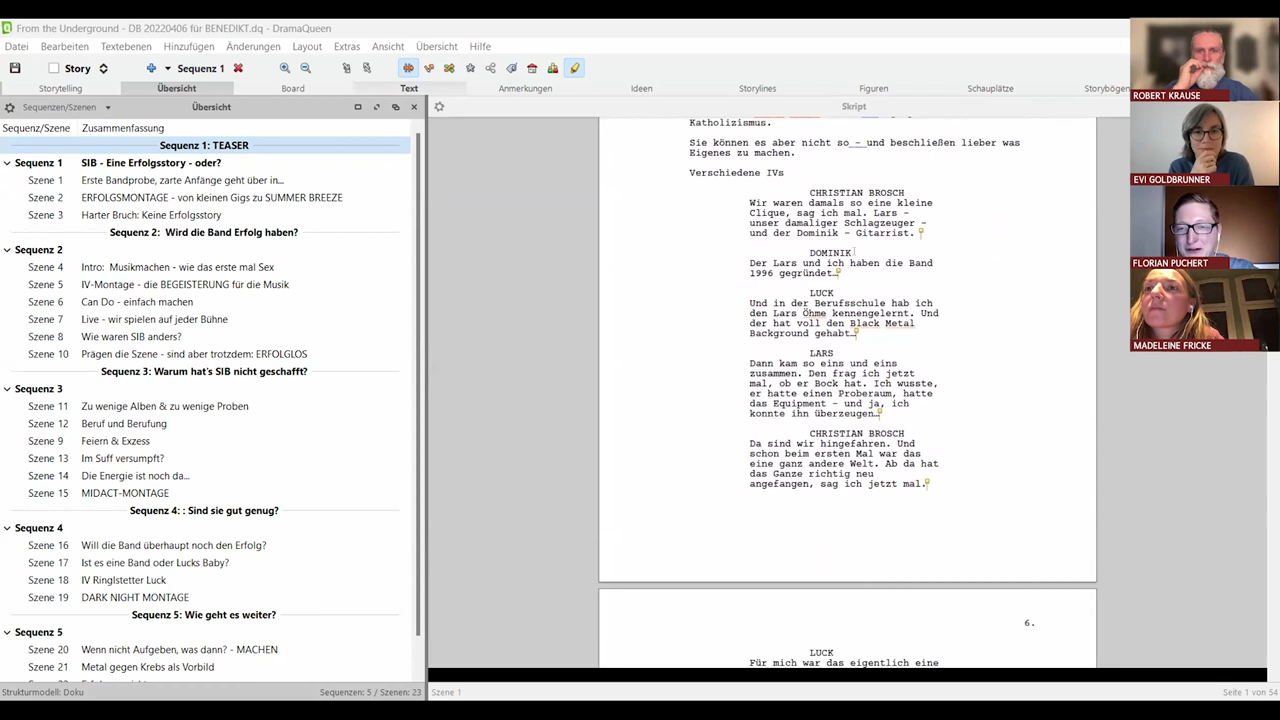 From the Underground - DB 20220406 für BENEDIKT.dq - DramaQueen
Datei Bearbeiten Textebenen Hinzufügen Änderungen Layout Extras Ansicht Übersicht Hilfe
Story Sequenz 1
Storytelling Übersicht Board Text Anmerkungen Ideen Storylines Figuren Schauplätze Storybögen
Sequenzen/Szenen Übersicht
Sequenz/Szene Zusammenfassung
Sequenz 1: TEASER
Sequenz 1 SIB - Eine Erfolgsstory - oder?
Szene 1 Erste Bandprobe, zarte Anfänge geht über in...
Szene 2 ERFOLGSMONTAGE - von kleinen Gigs zu SUMMER BREEZE
Szene 3 Harter Bruch: Keine Erfolgsstory
Sequenz 2: Wird die Band Erfolg haben?
Sequenz 2
Szene 4 Intro: Musikmachen - wie das erste mal Sex
Szene 5 IV-Montage - die BEGEISTERUNG für die Musik
Szene 6 Can Do - einfach machen
Szene 7 Live - wir spielen auf jeder Bühne
Szene 8 Wie waren SIB anders?
Szene 10 Prägen die Szene - sind aber trotzdem: ERFOLGLOS
Sequenz 3: Warum hat's SIB nicht geschafft?
Sequenz 3
Szene 11 Zu wenige Alben & zu wenige Proben
Szene 12 Beruf und Berufung
Szene 9 Feiern & Exzess
Szene 13 Im Suff versumpft?
Szene 14 Die Energie ist noch da...
Szene 15 MIDACT-MONTAGE
Sequenz 4: : Sind sie gut genug?
Sequenz 4
Szene 16 Will die Band überhaupt noch den Erfolg?
Szene 17 Ist es eine Band oder Lucks Baby?
Szene 18 IV Ringlstetter Luck
Szene 19 DARK NIGHT MONTAGE
Sequenz 5: Wie geht es weiter?
Sequenz 5
Szene 20 Wenn nicht Aufgeben, was dann? - MACHEN
Szene 21 Metal gegen Krebs als Vorbild
Strukturmodell: Doku
Sequenzen: 5 / Szenen: 23
Skript
Katholizismus.
Sie können es aber nicht so - und beschließen lieber was
Eigenes zu machen.
Verschiedene IVs
CHRISTIAN BROSCH
Wir waren damals so eine kleine
Clique, sag ich mal. Lars -
unser damaliger Schlagzeuger -
und der Dominik - Gitarrist.
DOMINIK
Der Lars und ich haben die Band
1996 gegründet…
LUCK
Und in der Berufsschule hab ich
den Lars Öhme kennengelernt. Und
der hat voll den Black Metal
Background gehabt…
LARS
Dann kam so eins und eins
zusammen. Den frag ich jetzt
mal, ob er Bock hat. Ich wusste,
er hatte einen Proberaum, hatte
das Equipment - und ja, ich
konnte ihn überzeugen…
CHRISTIAN BROSCH
Da sind wir hingefahren. Und
schon beim ersten Mal war das
eine ganz andere Welt. Ab da hat
das Ganze richtig neu
angefangen, sag ich jetzt mal.
6.
LUCK
Für mich war das eigentlich eine
Szene 1
Seite 1 von 54
ROBERT KRAUSE
EVI GOLDBRUNNER
FLORIAN PUCHERT
MADELEINE FRICKE